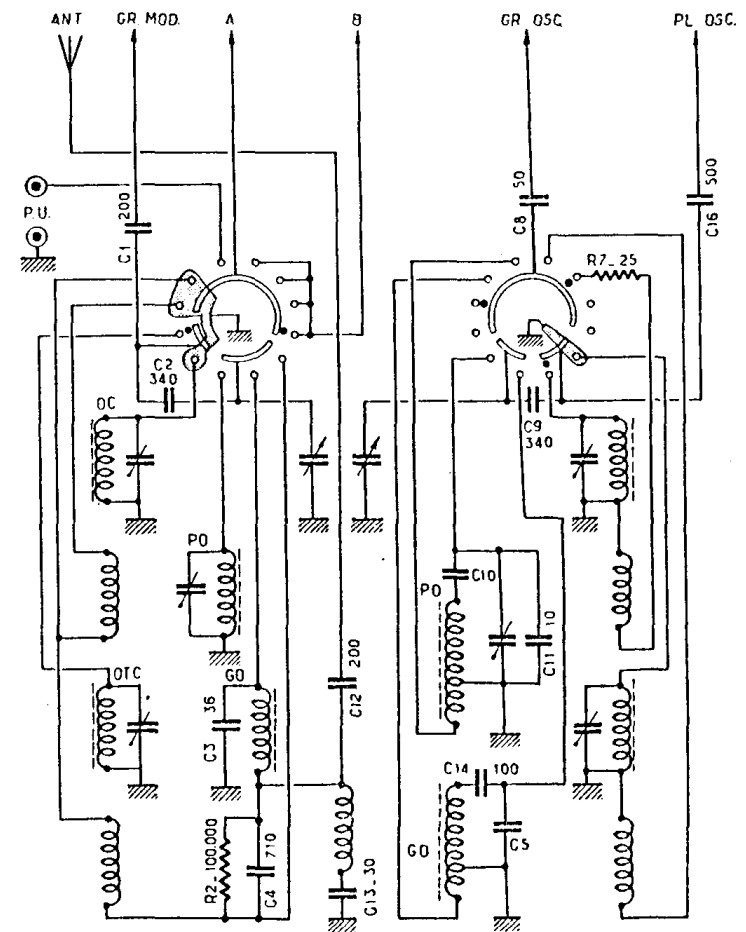 ANT
GR. MOD.
A
B
GR OSC.
PL OSC.
P.U.
C1 200
C8 50
C16 500
R7_25
C2
340
C9
340
OC
PO
C10
PO
C11 10
OTC
GO
C12 200
C3 36
C14 100
GO
C5
R2_100.000
C4 710
C13_30